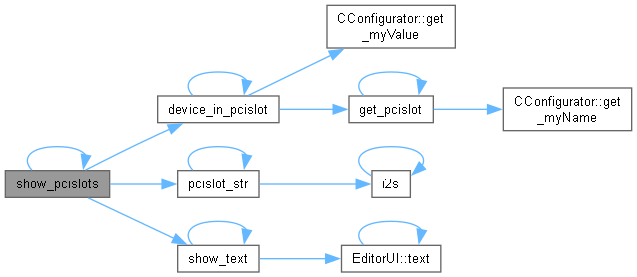 CConfigurator::get
_myValue
device_in_pcislot
get_pcislot
CConfigurator::get
_myName
show_pcislots
pcislot_str
i2s
show_text
EditorUI::text